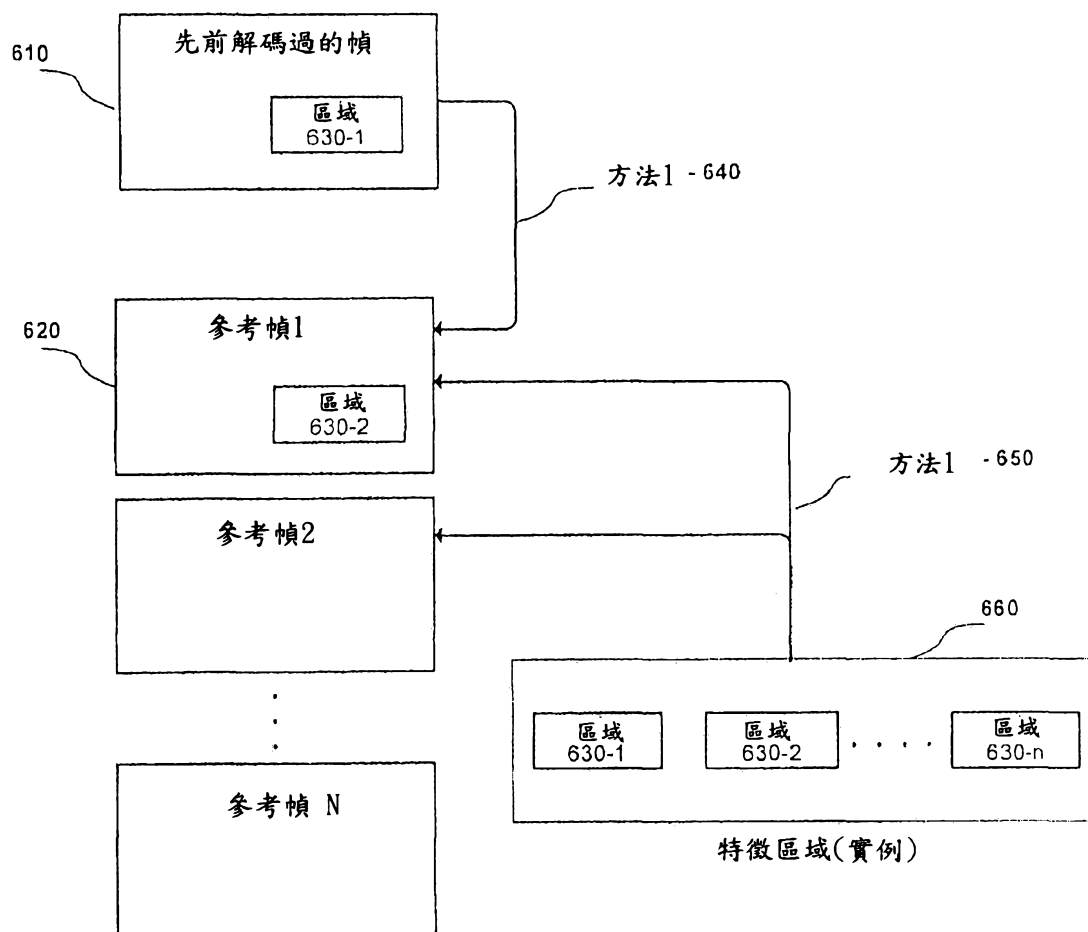 先前解碼過的幀
610
區域
630-1
方法1 - 640
參考幀1
620
區域
630-2
方法1 - 650
參考幀2
660
區域
630-1
區域
630-2
. . . .
區域
630-n
參考幀 N
特徵區域(實例)